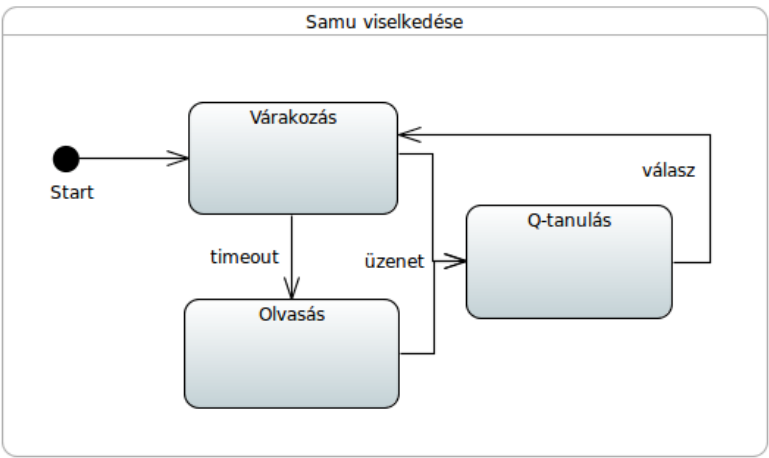 Samu viselkedése
Várakozás
Start
válasz
Q-tanulás
timeout
üzenet
Olvasás